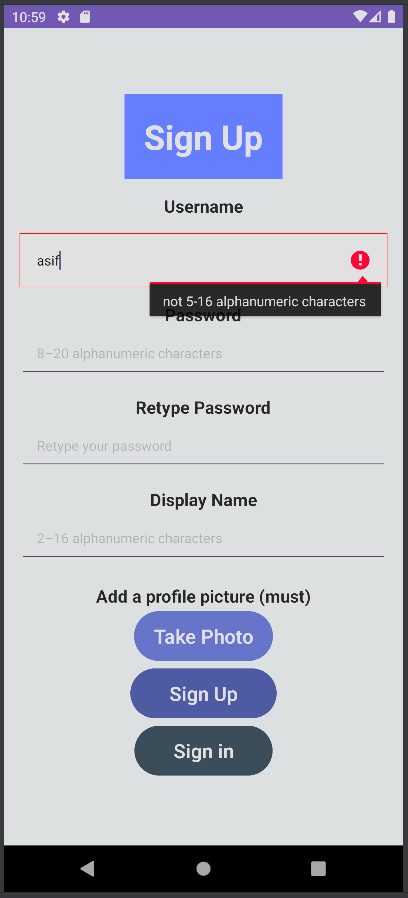 10:59
Sign Up
Username
asif
not 5-16 alphanumeric characters
Password
8–20 alphanumeric characters
Retype Password
Retype your password
Display Name
2–16 alphanumeric characters
Add a profile picture (must)
Take Photo
Sign Up
Sign in